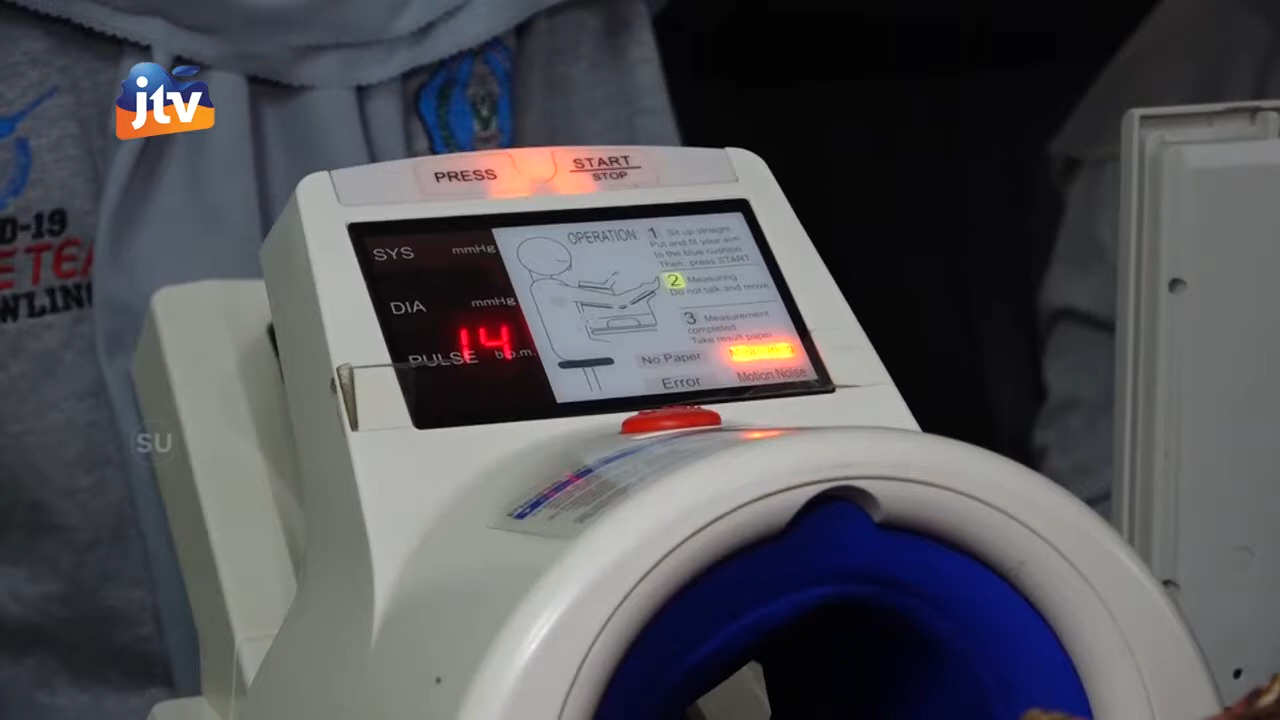 jtv
PRESS START
STOP
SYS mmHg
DIA mmHg
14
PULSE b.p.m.
OPERATION:
1 Sit up straight.
Put and fit your arm
to the blue cushion.
Then, press START
2 Measuring
Do not talk and move.
3 Measurement
completed.
Take result paper.
No Paper
Error Motion Noise
D-19
SU